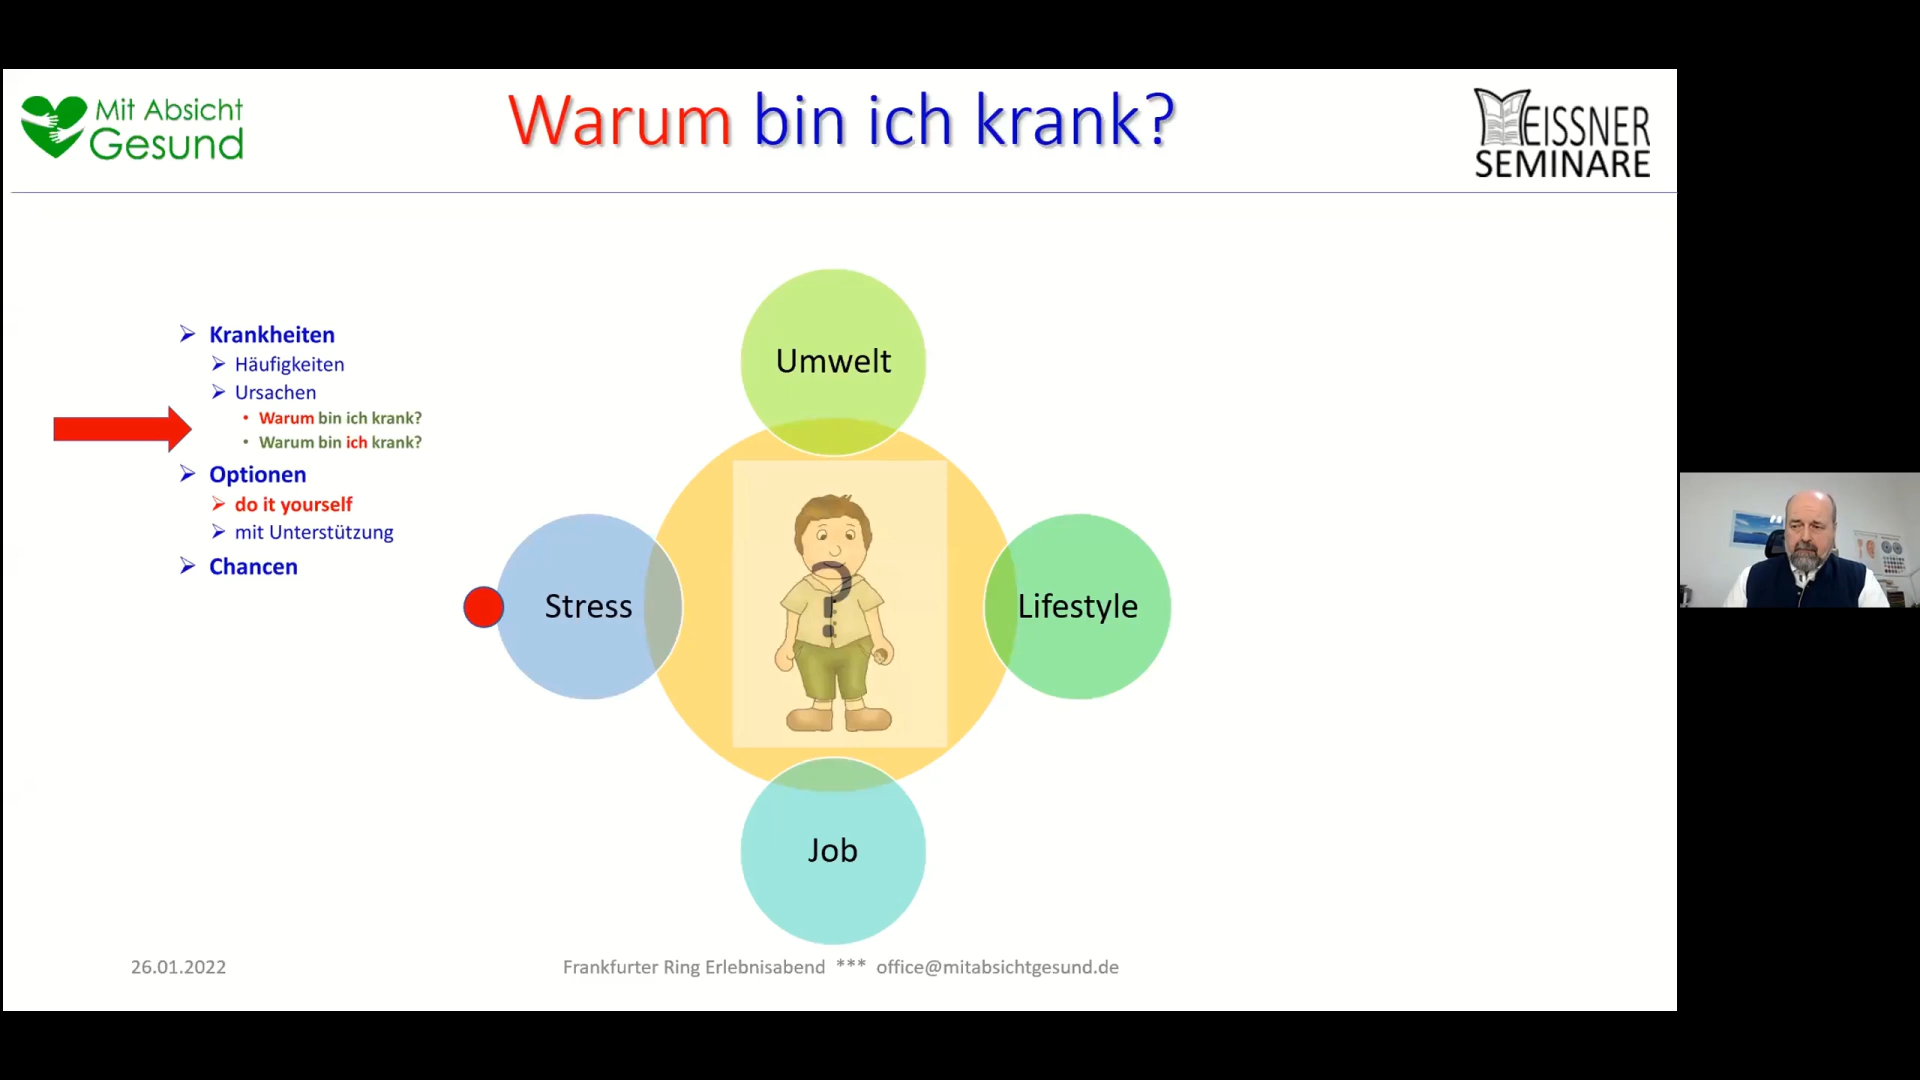 Mit Absicht
Gesund
Warum bin ich krank?
EISSNER
SEMINARE
Krankheiten
Häufigkeiten
Ursachen
Warum bin ich krank?
Warum bin ich krank?
Optionen
do it yourself
mit Unterstützung
Chancen
Umwelt
Stress
?
Lifestyle
Job
26.01.2022
Frankfurter Ring Erlebnisabend *** office@mitabsichtgesund.de